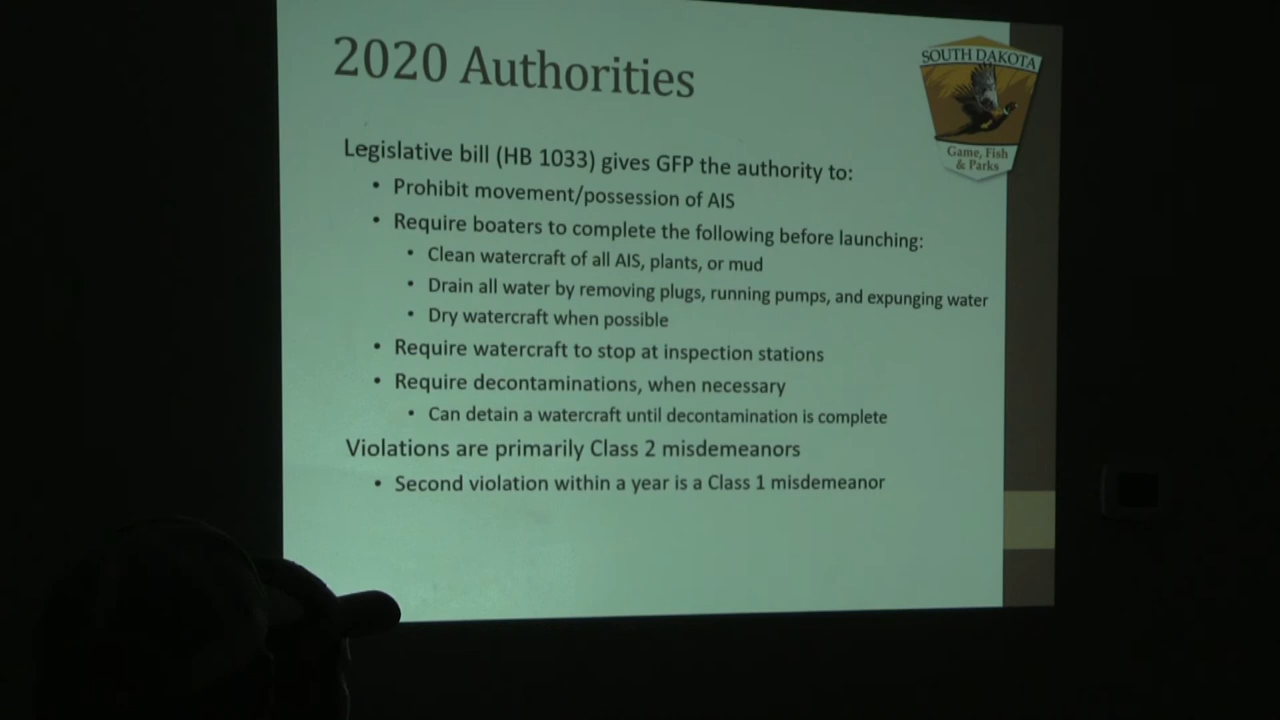 2020 Authorities
SOUTH DAKOTA
Game, Fish
& Parks
Legislative bill (HB 1033) gives GFP the authority to:
• Prohibit movement/possession of AIS
• Require boaters to complete the following before launching:
• Clean watercraft of all AIS, plants, or mud
• Drain all water by removing plugs, running pumps, and expunging water
• Dry watercraft when possible
• Require watercraft to stop at inspection stations
• Require decontaminations, when necessary
• Can detain a watercraft until decontamination is complete
Violations are primarily Class 2 misdemeanors
• Second violation within a year is a Class 1 misdemeanor